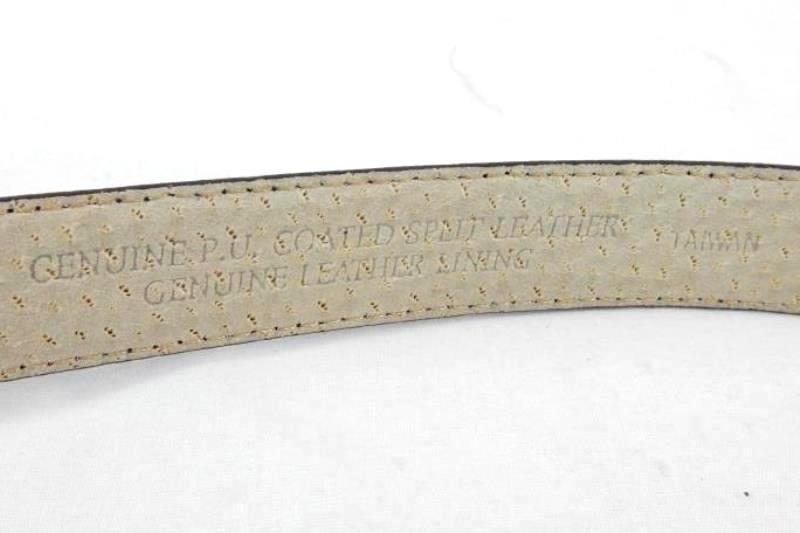 GENUINE P.U. COATED SPLIT LEATHER
GENUINE LEATHER LINING
TAIWAN